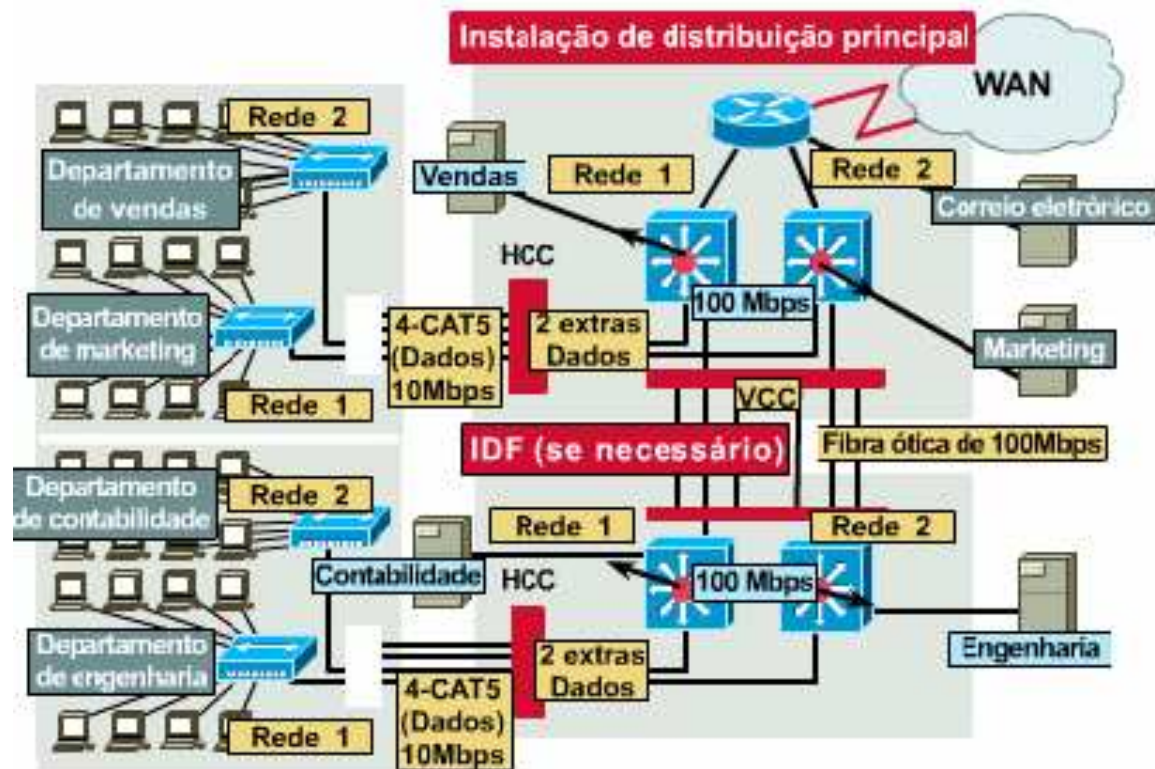 Instalação de distribuição principal
WAN
Rede 2
Departamento
de vendas
Vendas
Rede 1
Rede 2
Correio eletrônico
HCC
Departamento
de marketing
100 Mbps
4-CAT5
(Dados)
10Mbps
2 extras
Dados
Marketing
Rede 1
VCC
IDF (se necessário)
Fibra ótica de 100Mbps
Departamento
de contabilidade
Rede 2
Rede 1
Rede 2
Contabilidade
HCC
100 Mbps
Departamento
de engenharia
2 extras
Dados
Engenharia
4-CAT5
(Dados)
10Mbps
Rede 1